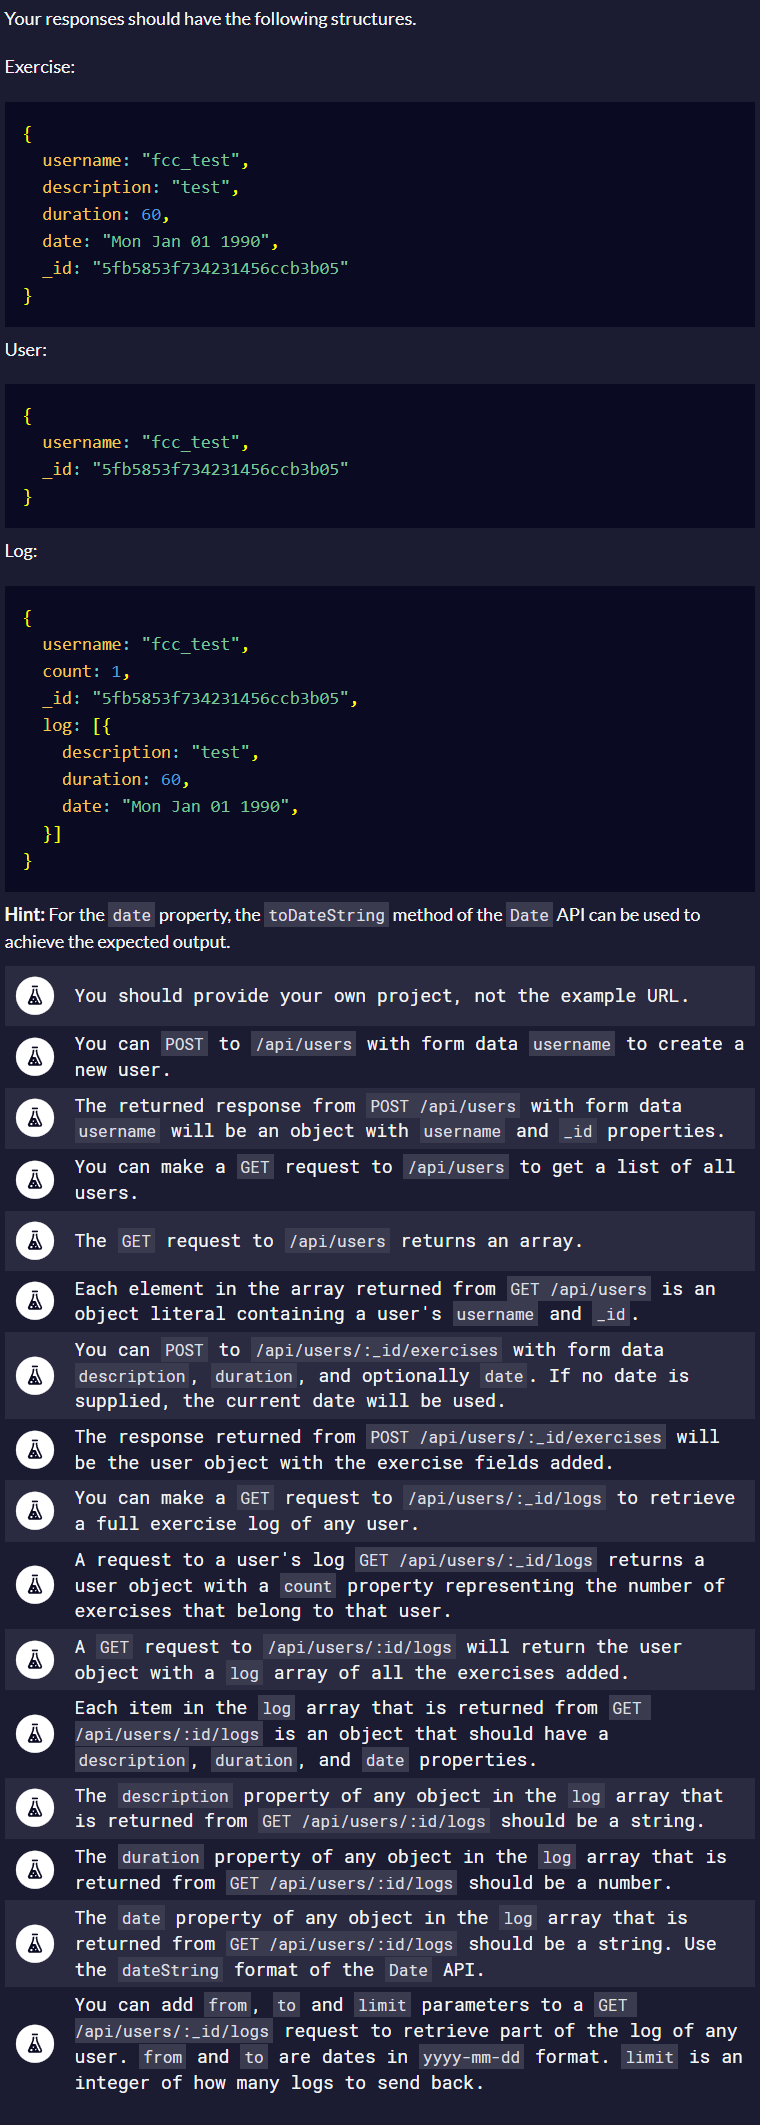 Your responses should have the following structures.
Exercise:
{
username: "fcc_test",
description: "test",
duration: 60,
date: "Mon Jan 01 1990",
_id: "5fb5853f734231456ccb3b05"
}
User:
{
username: "fcc_test",
_id: "5fb5853f734231456ccb3b05"
}
Log:
{
username: "fcc_test",
count: 1,
_id: "5fb5853f734231456ccb3b05",
log: [{
description: "test",
duration: 60,
date: "Mon Jan 01 1990",
}]
}
Hint: For the date property, the toDateString method of the Date API can be used to
achieve the expected output.
You should provide your own project, not the example URL.
You can POST to /api/users with form data username to create a
new user.
The returned response from POST /api/users with form data
username will be an object with username and _id properties.
You can make a GET request to /api/users to get a list of all
users.
The GET request to /api/users returns an array.
Each element in the array returned from GET /api/users is an
object literal containing a user's username and _id.
You can POST to /api/users/:_id/exercises with form data
description, duration, and optionally date. If no date is
supplied, the current date will be used.
The response returned from POST /api/users/:_id/exercises will
be the user object with the exercise fields added.
You can make a GET request to /api/users/:_id/logs to retrieve
a full exercise log of any user.
A request to a user's log GET /api/users/:_id/logs returns a
user object with a count property representing the number of
exercises that belong to that user.
A GET request to /api/users/:id/logs will return the user
object with a log array of all the exercises added.
Each item in the log array that is returned from GET
/api/users/:id/logs is an object that should have a
description, duration, and date properties.
The description property of any object in the log array that
is returned from GET /api/users/:id/logs should be a string.
The duration property of any object in the log array that is
returned from GET /api/users/:id/logs should be a number.
The date property of any object in the log array that is
returned from GET /api/users/:id/logs should be a string. Use
the dateString format of the Date API.
You can add from, to and limit parameters to a GET
/api/users/:_id/logs request to retrieve part of the log of any
user. from and to are dates in yyyy-mm-dd format. limit is an
integer of how many logs to send back.